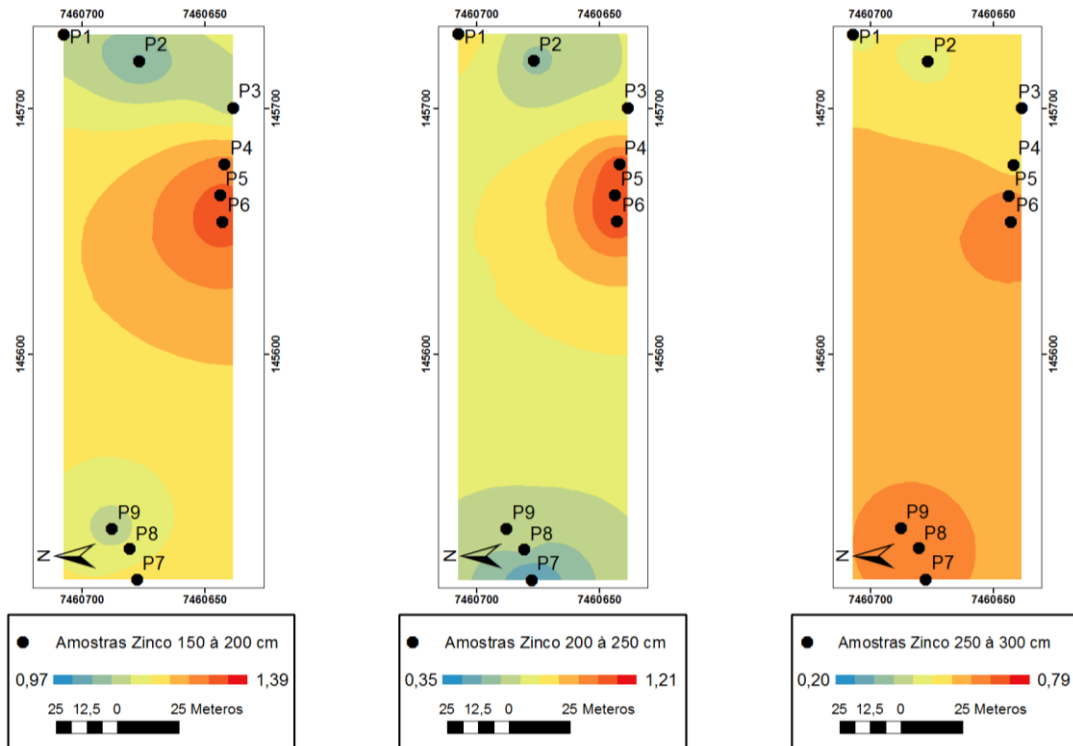 7460700 7460650
P1
P2
P3
P4
P5
P6
P9
P8
P7
N
145700 145700
145600 145600
7460700 7460650
Amostras Zinco 150 à 200 cm
0,97 1,39
25 12,5 0 25 Meteros
7460700 7460650
P1
P2
P3
P4
P5
P6
P9
P8
P7
N
145700 145700
145600 145600
7460700 7460650
Amostras Zinco 200 à 250 cm
0,35 1,21
25 12,5 0 25 Meteros
7460700 7460650
P1
P2
P3
P4
P5
P6
P9
P8
P7
N
145700 145700
145600 145600
7460700 7460650
Amostras Zinco 250 à 300 cm
0,20 0,79
25 12,5 0 25 Meteros